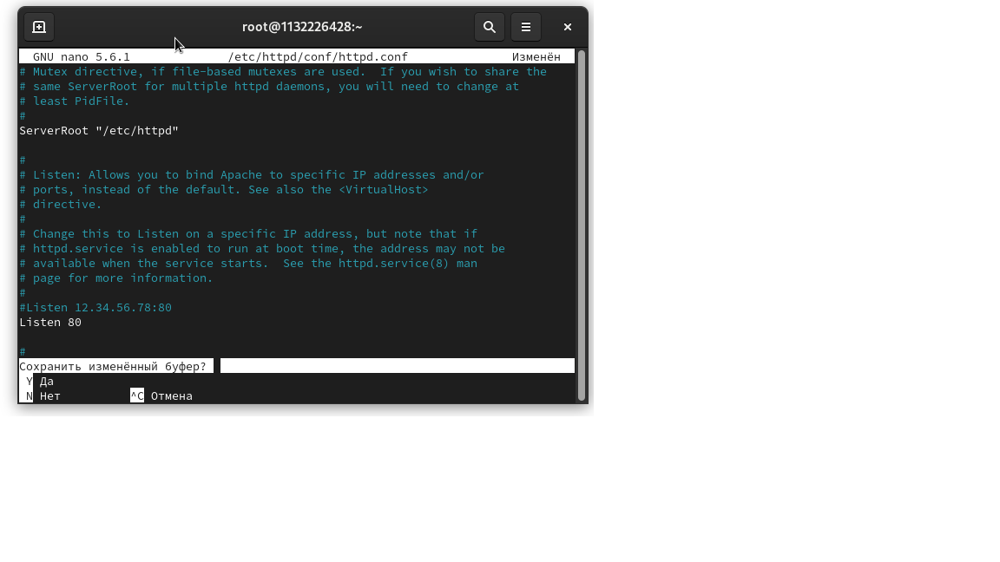 root@1132226428:~
GNU nano 5.6.1 /etc/httpd/conf/httpd.conf Изменён
# Mutex directive, if file-based mutexes are used.  If you wish to share the
# same ServerRoot for multiple httpd daemons, you will need to change at
# least PidFile.
#
ServerRoot "/etc/httpd"
#
# Listen: Allows you to bind Apache to specific IP addresses and/or
# ports, instead of the default. See also the <VirtualHost>
# directive.
#
# Change this to Listen on a specific IP address, but note that if
# httpd.service is enabled to run at boot time, the address may not be
# available when the service starts.  See the httpd.service(8) man
# page for more information.
#
#Listen 12.34.56.78:80
Listen 80
#
Сохранить изменённый буфер?
Y Да
N Нет ^C Отмена